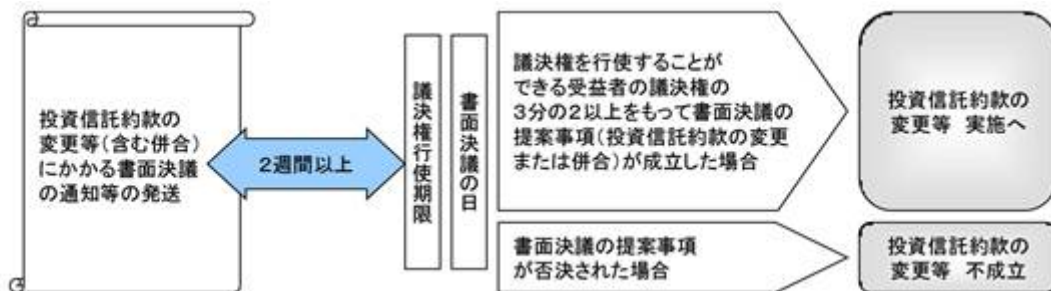 投資信託約款の
変更等(含む併合)
にかかる書面決議
の通知等の発送
2週間以上
議決権行使期限
書面決議の日
議決権を行使することが
できる受益者の議決権の
3分の2以上をもって書面決議の
提案事項(投資信託約款の変更
または併合)が成立した場合
投資信託約款の
変更等 実施へ
書面決議の提案事項
が否決された場合
投資信託約款の
変更等 不成立